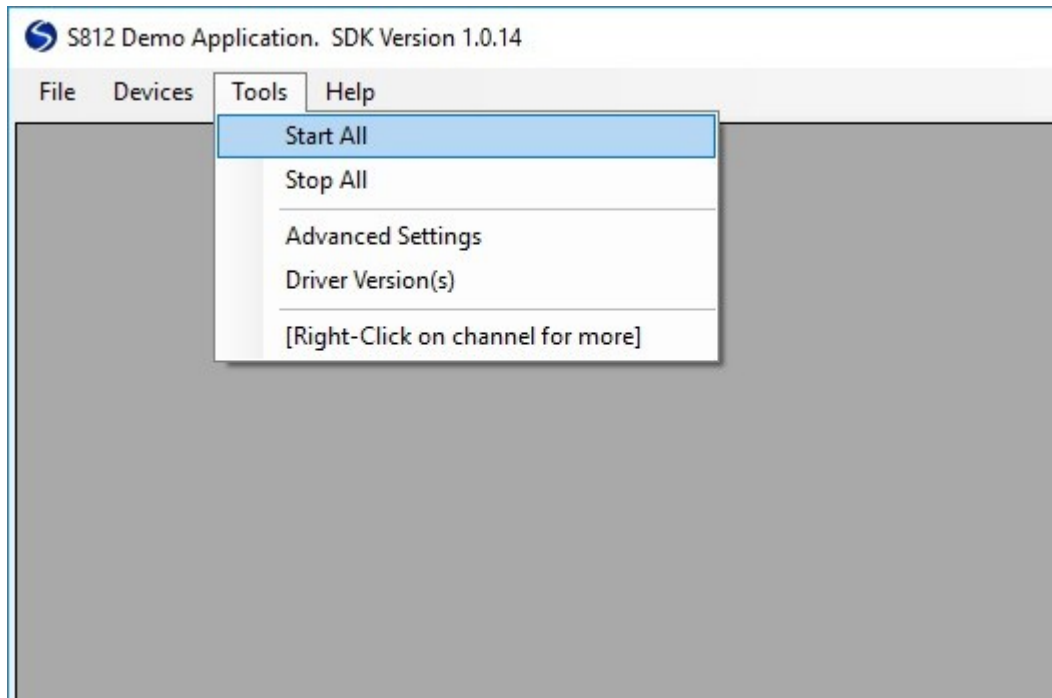 S812 Demo Application.  SDK Version 1.0.14
File Devices Tools Help
Start All
Stop All
Advanced Settings
Driver Version(s)
[Right-Click on channel for more]